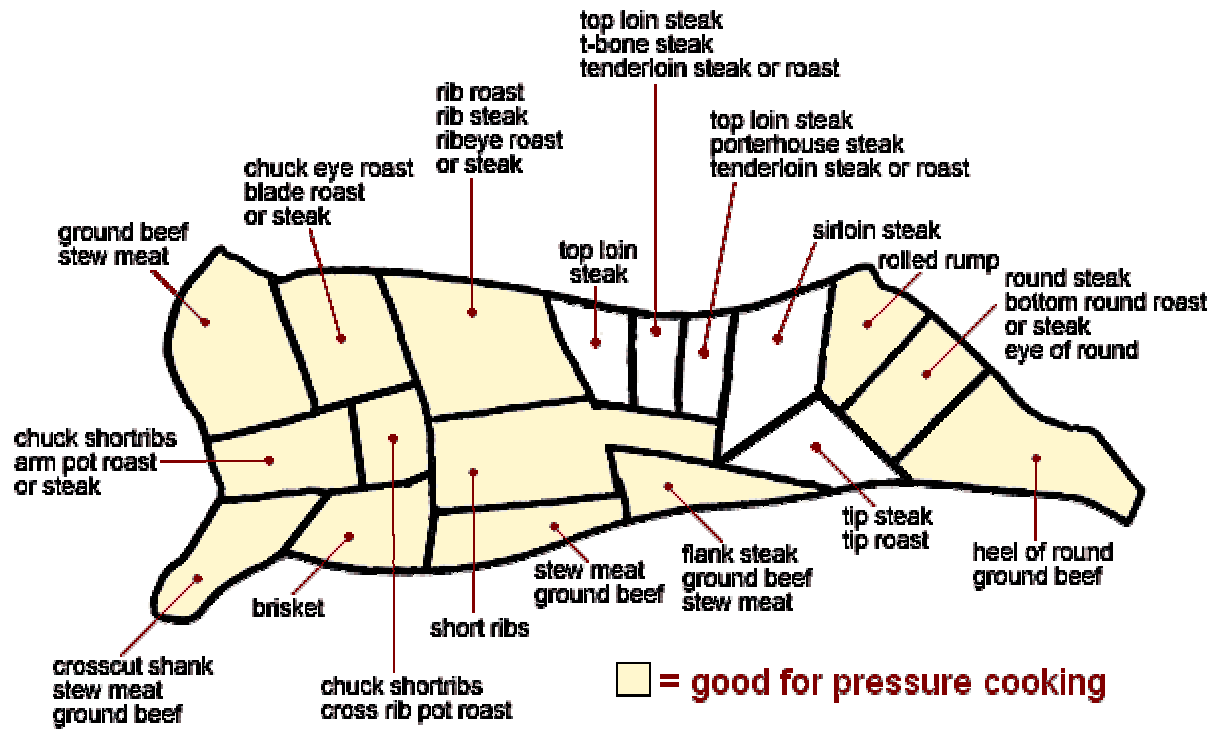 top loin steak
t-bone steak
tenderloin steak or roast
rib roast
rib steak
ribeye roast
or steak
top loin steak
porterhouse steak
tenderloin steak or roast
chuck eye roast
blade roast
or steak
ground beef
stew meat
top loin
steak
sirloin steak
rolled rump
round steak
bottom round roast
or steak
eye of round
chuck shortribs
arm pot roast
or steak
tip steak
tip roast
heel of round
ground beef
flank steak
ground beef
stew meat
stew meat
ground beef
brisket
short ribs
crosscut shank
stew meat
ground beef
chuck shortribs
cross rib pot roast
= good for pressure cooking